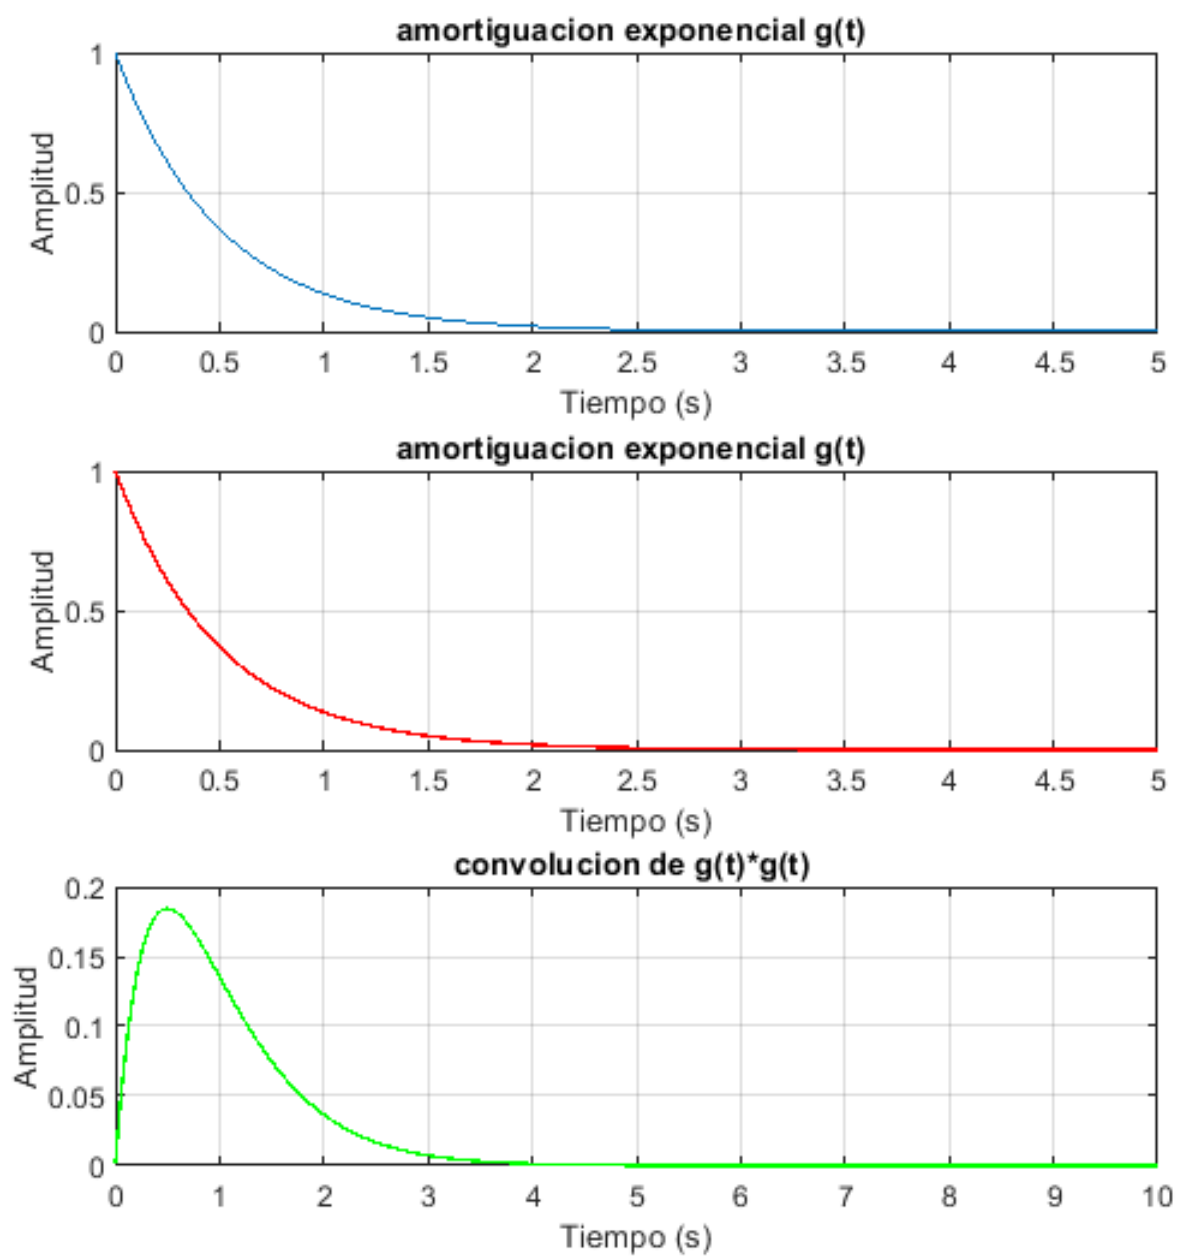 amortiguacion exponencial g(t)
1
0.5
0
Amplitud
0 0.5 1 1.5 2 2.5 3 3.5 4 4.5 5
Tiempo (s)
amortiguacion exponencial g(t)
1
0.5
0
Amplitud
0 0.5 1 1.5 2 2.5 3 3.5 4 4.5 5
Tiempo (s)
convolucion de g(t)*g(t)
0.2
0.15
0.1
0.05
0
Amplitud
0 1 2 3 4 5 6 7 8 9 10
Tiempo (s)